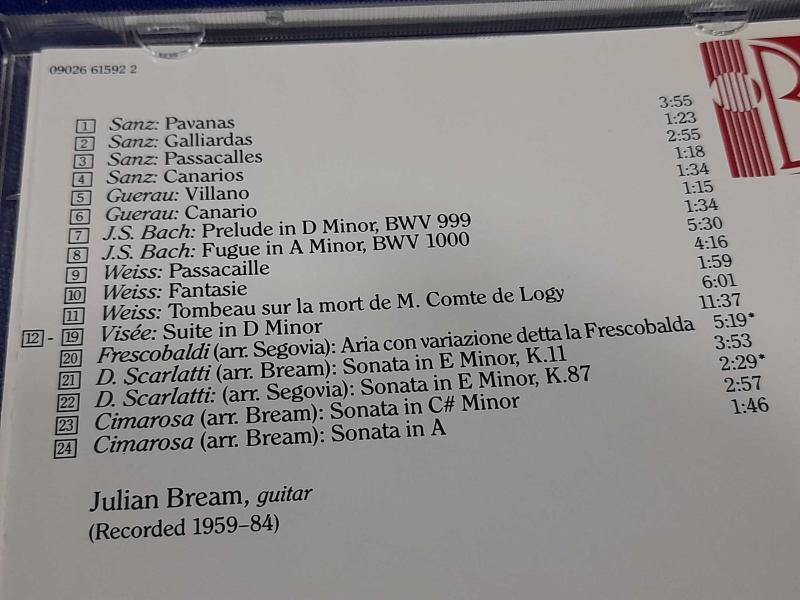 09026 61592 2
1 Sanz: Pavanas 3:55
2 Sanz: Galliardas 1:23
3 Sanz: Passacalles 2:55
4 Sanz: Canarios 1:18
5 Guerau: Villano 1:34
6 Guerau: Canario 1:15
7 J.S. Bach: Prelude in D Minor, BWV 999 1:34
8 J.S. Bach: Fugue in A Minor, BWV 1000 5:30
9 Weiss: Passacaille 4:16
10 Weiss: Fantasie 1:59
11 Weiss: Tombeau sur la mort de M. Comte de Logy 6:01
12 - 19 Visée: Suite in D Minor 11:37
20 Frescobaldi (arr. Segovia): Aria con variazione detta la Frescobalda 5:19*
21 D. Scarlatti (arr. Bream): Sonata in E Minor, K.11 3:53
22 D. Scarlatti: (arr. Segovia): Sonata in E Minor, K.87 2:29*
23 Cimarosa (arr. Bream): Sonata in C# Minor 2:57
24 Cimarosa (arr. Bream): Sonata in A 1:46
Julian Bream, guitar
(Recorded 1959–84)